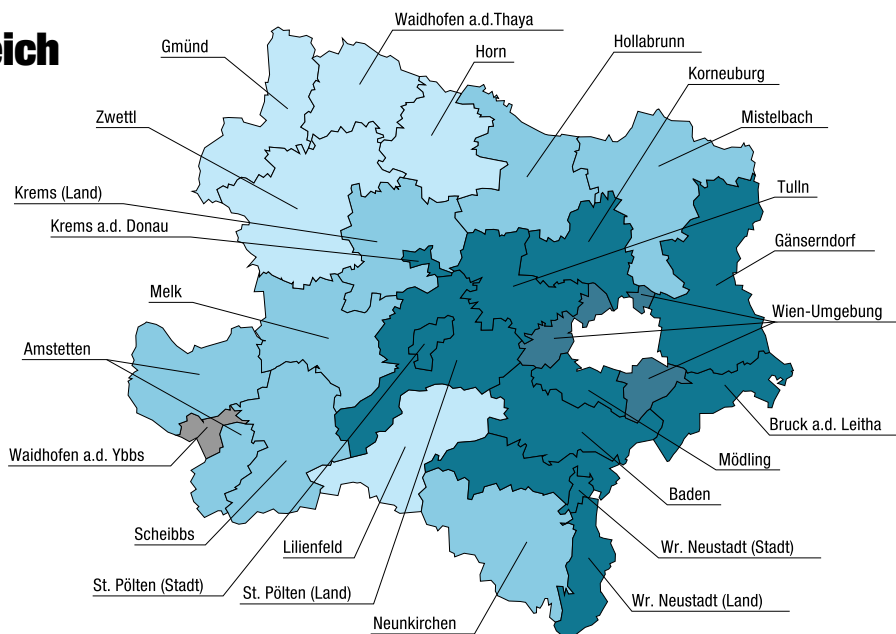 eich
Waidhofen a.d.Thaya
Gmünd
Horn
Hollabrunn
Korneuburg
Zwettl
Mistelbach
Krems (Land)
Tulln
Krems a.d. Donau
Gänserndorf
Melk
Wien-Umgebung
Amstetten
Bruck a.d. Leitha
Waidhofen a.d. Ybbs
Mödling
Baden
Scheibbs
Lilienfeld
Wr. Neustadt (Stadt)
St. Pölten (Stadt)
St. Pölten (Land)
Wr. Neustadt (Land)
Neunkirchen